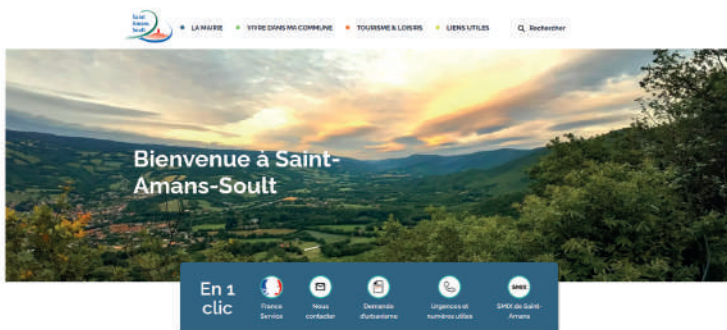 Saint
Amans
Soult
LA MAIRIE
VIVRE DANS MA COMMUNE
TOURISME & LOISIRS
LIENS UTILES
Rechercher
Bienvenue à Saint-
Amans-Soult
En 1
clic
France
Service
Nous
contacter
Demande
d'urbanisme
Urgences et
numéros utiles
SMIX
SMIX de Saint-
Amans